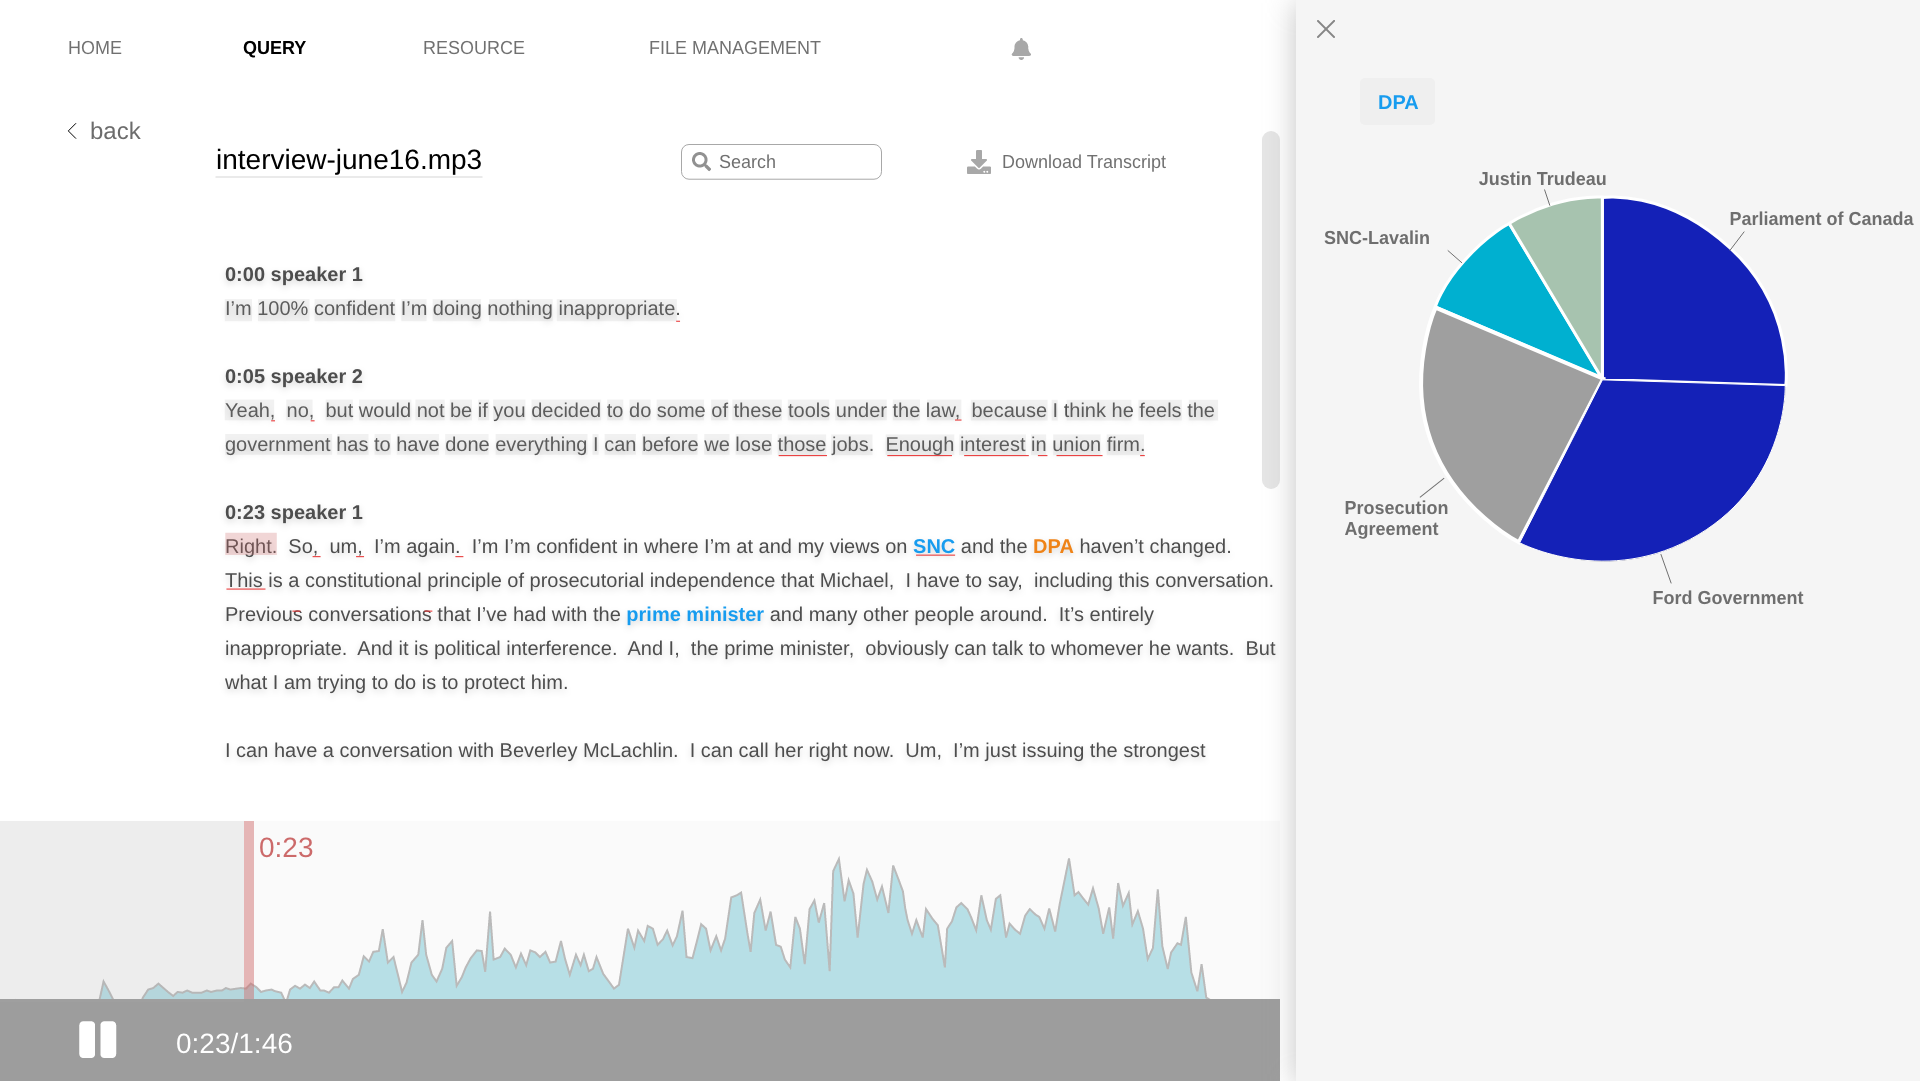 HOME QUERY RESOURCE FILE MANAGEMENT
back
interview-june16.mp3
Search
Download Transcript
0:00 speaker 1
I’m 100% confident I’m doing nothing inappropriate.
0:05 speaker 2
Yeah, no, but would not be if you decided to do some of these tools under the law, because I think he feels the
government has to have done everything I can before we lose those jobs. Enough interest in union firm.
0:23 speaker 1
Right. So, um, I’m again. I’m I’m confident in where I’m at and my views on SNC and the DPA haven’t changed.
This is a constitutional principle of prosecutorial independence that Michael, I have to say, including this conversation.
Previous conversations that I’ve had with the prime minister and many other people around. It’s entirely
inappropriate. And it is political interference. And I, the prime minister, obviously can talk to whomever he wants. But
what I am trying to do is to protect him.
I can have a conversation with Beverley McLachlin. I can call her right now. Um, I’m just issuing the strongest
0:23
0:23/1:46
DPA
Justin Trudeau
Parliament of Canada
SNC-Lavalin
Prosecution
Agreement
Ford Government